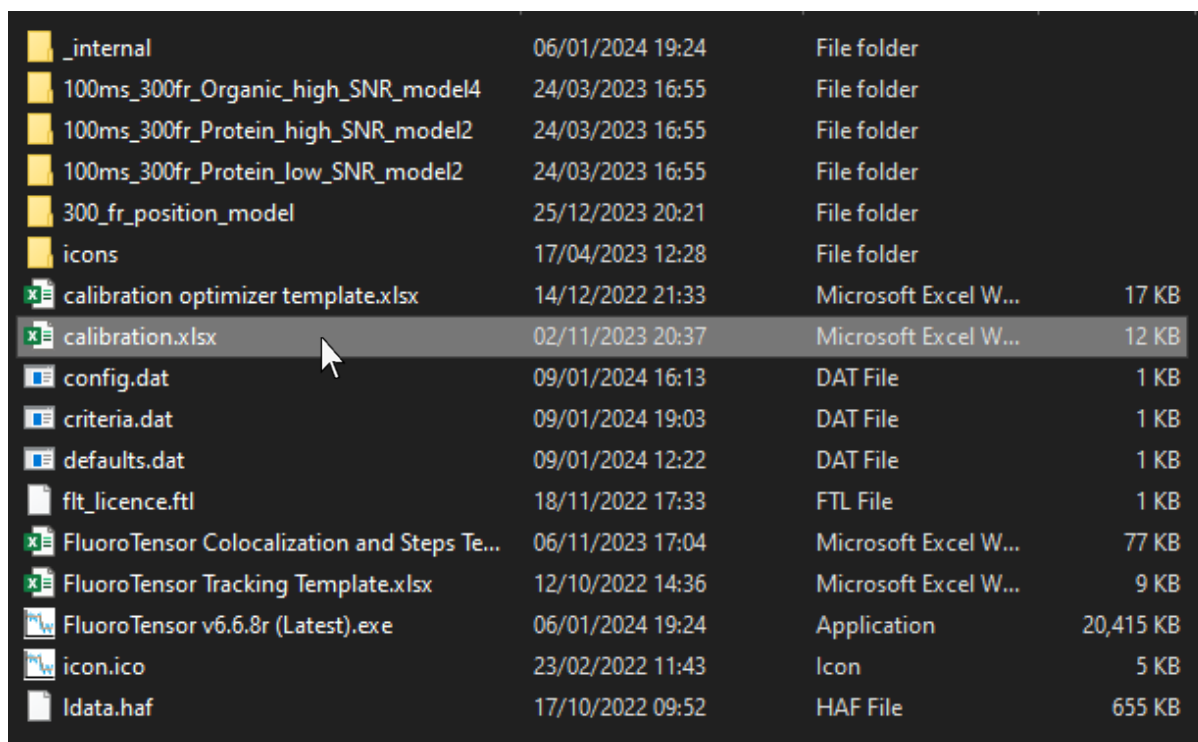 _internal 06/01/2024 19:24 File folder
100ms_300fr_Organic_high_SNR_model4 24/03/2023 16:55 File folder
100ms_300fr_Protein_high_SNR_model2 24/03/2023 16:55 File folder
100ms_300fr_Protein_low_SNR_model2 24/03/2023 16:55 File folder
300_fr_position_model 25/12/2023 20:21 File folder
icons 17/04/2023 12:28 File folder
calibration optimizer template.xlsx 14/12/2022 21:33 Microsoft Excel W... 17 KB
calibration.xlsx 02/11/2023 20:37 Microsoft Excel W... 12 KB
config.dat 09/01/2024 16:13 DAT File 1 KB
criteria.dat 09/01/2024 19:03 DAT File 1 KB
defaults.dat 09/01/2024 12:22 DAT File 1 KB
flt_licence.ftl 18/11/2022 17:33 FTL File 1 KB
FluoroTensor Colocalization and Steps Te... 06/11/2023 17:04 Microsoft Excel W... 77 KB
FluoroTensor Tracking Template.xlsx 12/10/2022 14:36 Microsoft Excel W... 9 KB
FluoroTensor v6.6.8r (Latest).exe 06/01/2024 19:24 Application 20,415 KB
icon.ico 23/02/2022 11:43 Icon 5 KB
ldata.haf 17/10/2022 09:52 HAF File 655 KB